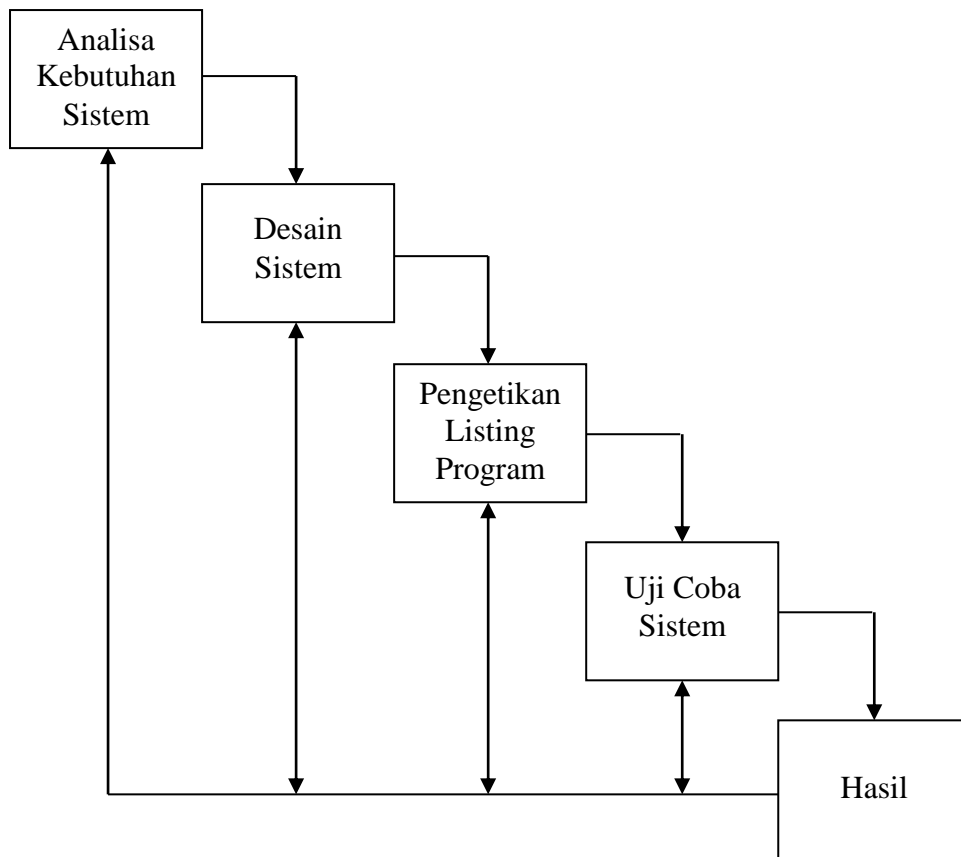 Analisa
Kebutuhan
Sistem
Desain
Sistem
Pengetikan
Listing
Program
Uji Coba
Sistem
Hasil